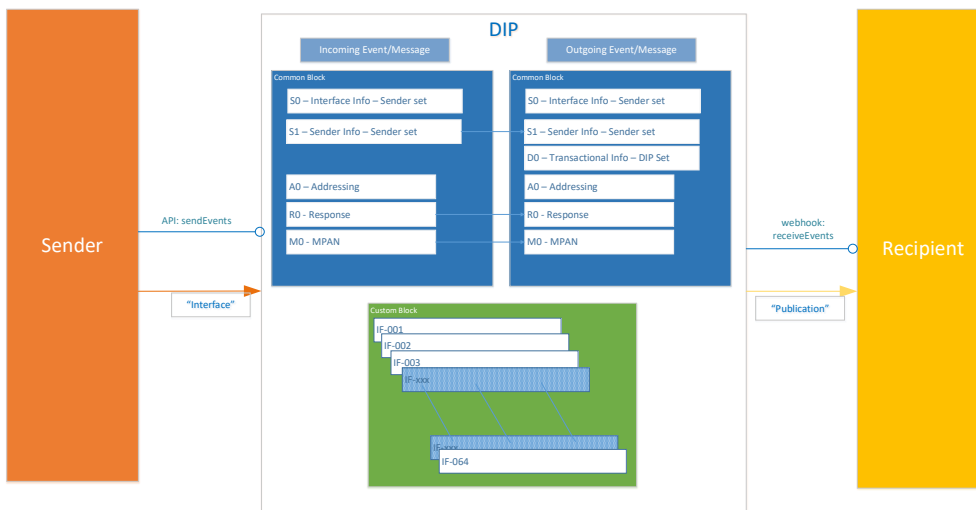 DIP
Incoming Event/Message
Outgoing Event/Message
Common Block
S0 – Interface Info – Sender set
S1 – Sender Info – Sender set
A0 – Addressing
R0 - Response
M0 - MPAN
Common Block
S0 – Interface Info – Sender set
S1 – Sender Info – Sender set
D0 – Transactional Info – DIP Set
A0 – Addressing
R0 - Response
M0 - MPAN
Sender
API: sendEvents
“Interface”
webhook:
receiveEvents
“Publication”
Recipient
Custom Block
IF-001
IF-002
IF-003
IF-xxx
IF-xxx
IF-064